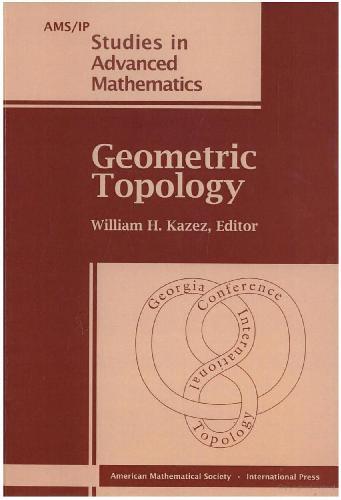 AMS/IP
Studies in
Advanced
Mathematics
Geometric
Topology
William H. Kazez, Editor
Georgia
Conference
International
Topology
American Mathematical Society · International Press